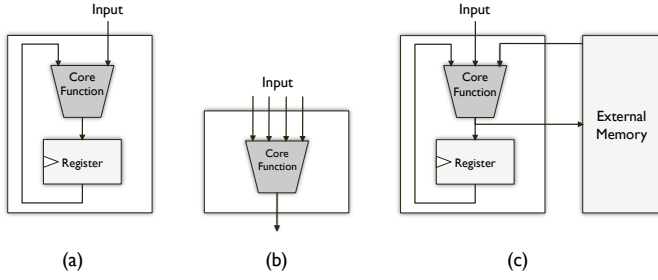 Input
Core
Function
Register
(a)
Input
Core
Function
(b)
Input
Core
Function
Register
External
Memory
(c)